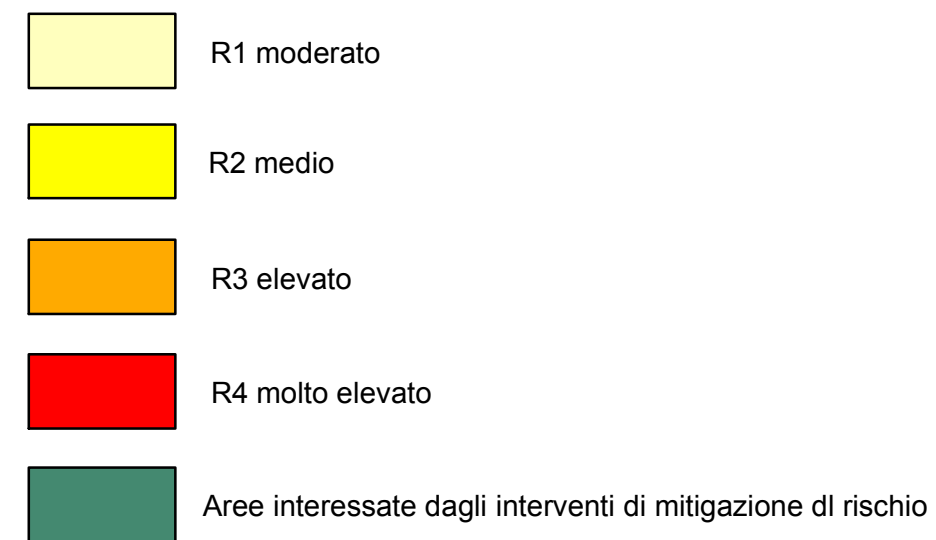 R1 moderato
R2 medio
R3 elevato
R4 molto elevato
Aree interessate dagli interventi di mitigazione dl rischio